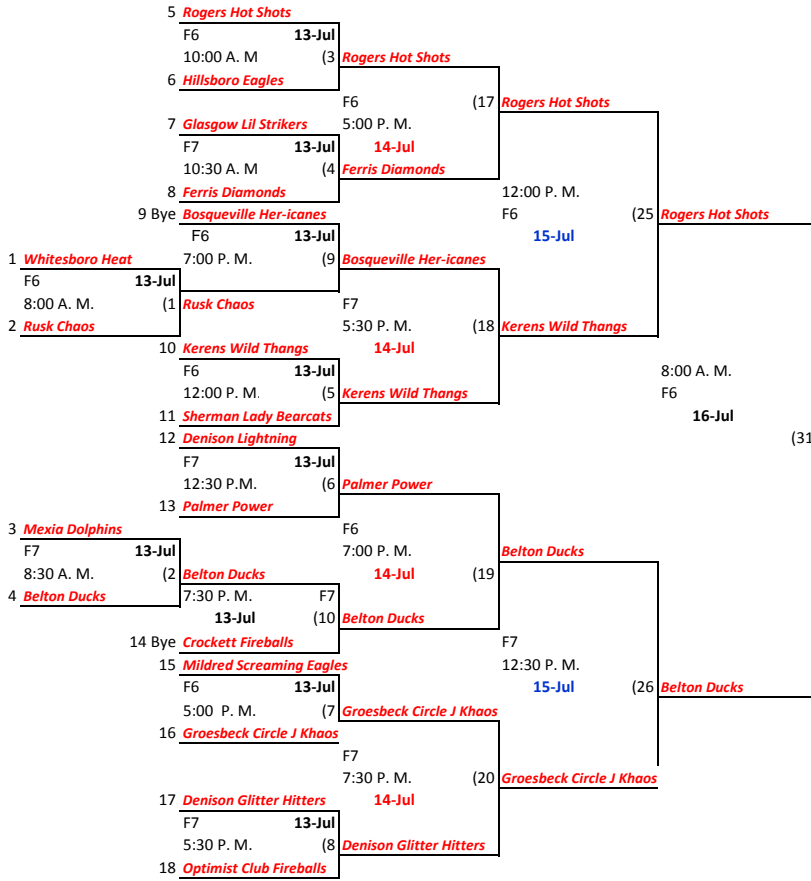 5 Rogers Hot Shots
F6 13-Jul
10:00 A. M (3 Rogers Hot Shots
6 Hillsboro Eagles
F6 (17 Rogers Hot Shots
7 Glasgow Lil Strikers 5:00 P. M.
F7 13-Jul 14-Jul
10:30 A. M (4 Ferris Diamonds
8 Ferris Diamonds 12:00 P. M.
9 Bye Bosqueville Her-icanes F6 (25 Rogers Hot Shots
F6 13-Jul 15-Jul
1 Whitesboro Heat 7:00 P. M. (9 Bosqueville Her-icanes
F6 13-Jul
8:00 A. M. (1 Rusk Chaos F7
2 Rusk Chaos 5:30 P. M. (18 Kerens Wild Thangs
10 Kerens Wild Thangs 14-Jul
F6 13-Jul 8:00 A. M.
12:00 P. M. (5 Kerens Wild Thangs F6
11 Sherman Lady Bearcats 16-Jul
12 Denison Lightning (31
F7 13-Jul
12:30 P.M. (6 Palmer Power
13 Palmer Power
3 Mexia Dolphins F6
F7 13-Jul 7:00 P. M. Belton Ducks
8:30 A. M. (2 Belton Ducks 14-Jul (19
4 Belton Ducks 7:30 P. M. F7
13-Jul (10 Belton Ducks
14 Bye Crockett Fireballs F7
15 Mildred Screaming Eagles 12:30 P. M.
F6 13-Jul 15-Jul (26 Belton Ducks
5:00 P. M. (7 Groesbeck Circle J Khaos
16 Groesbeck Circle J Khaos
F7
7:30 P. M. (20 Groesbeck Circle J Khaos
17 Denison Glitter Hitters 14-Jul
F7 13-Jul
5:30 P. M. (8 Denison Glitter Hitters
18 Optimist Club Fireballs